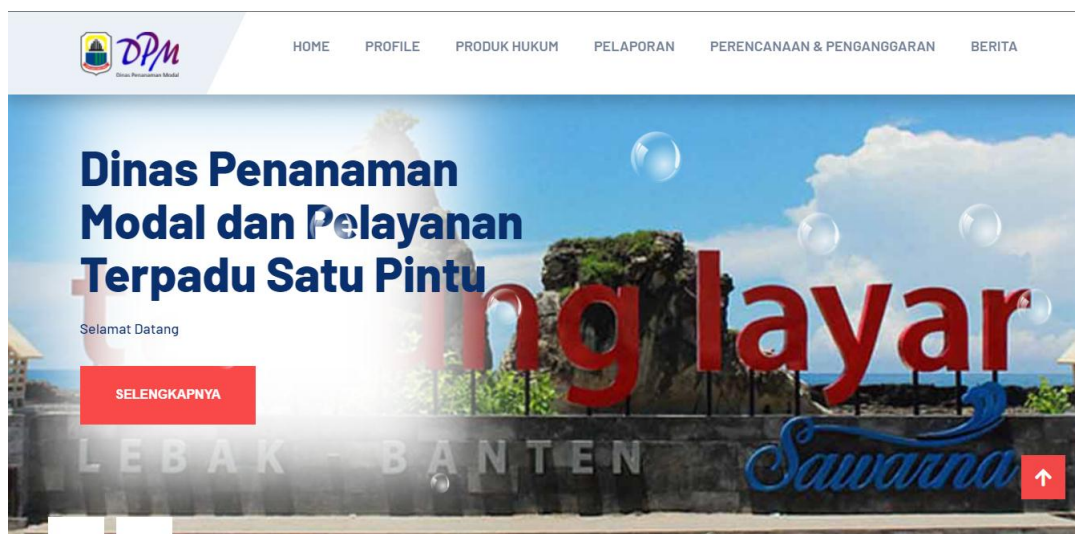 DPM
Dinas Penanaman Modal
HOME PROFILE PRODUK HUKUM PELAPORAN PERENCANAAN & PENGANGGARAN BERITA
Dinas Penanaman
Modal dan Pelayanan
Terpadu Satu Pintu
layar
Selamat Datang
SELENGKAPNYA
LEBAK - BANTEN
Sawarna